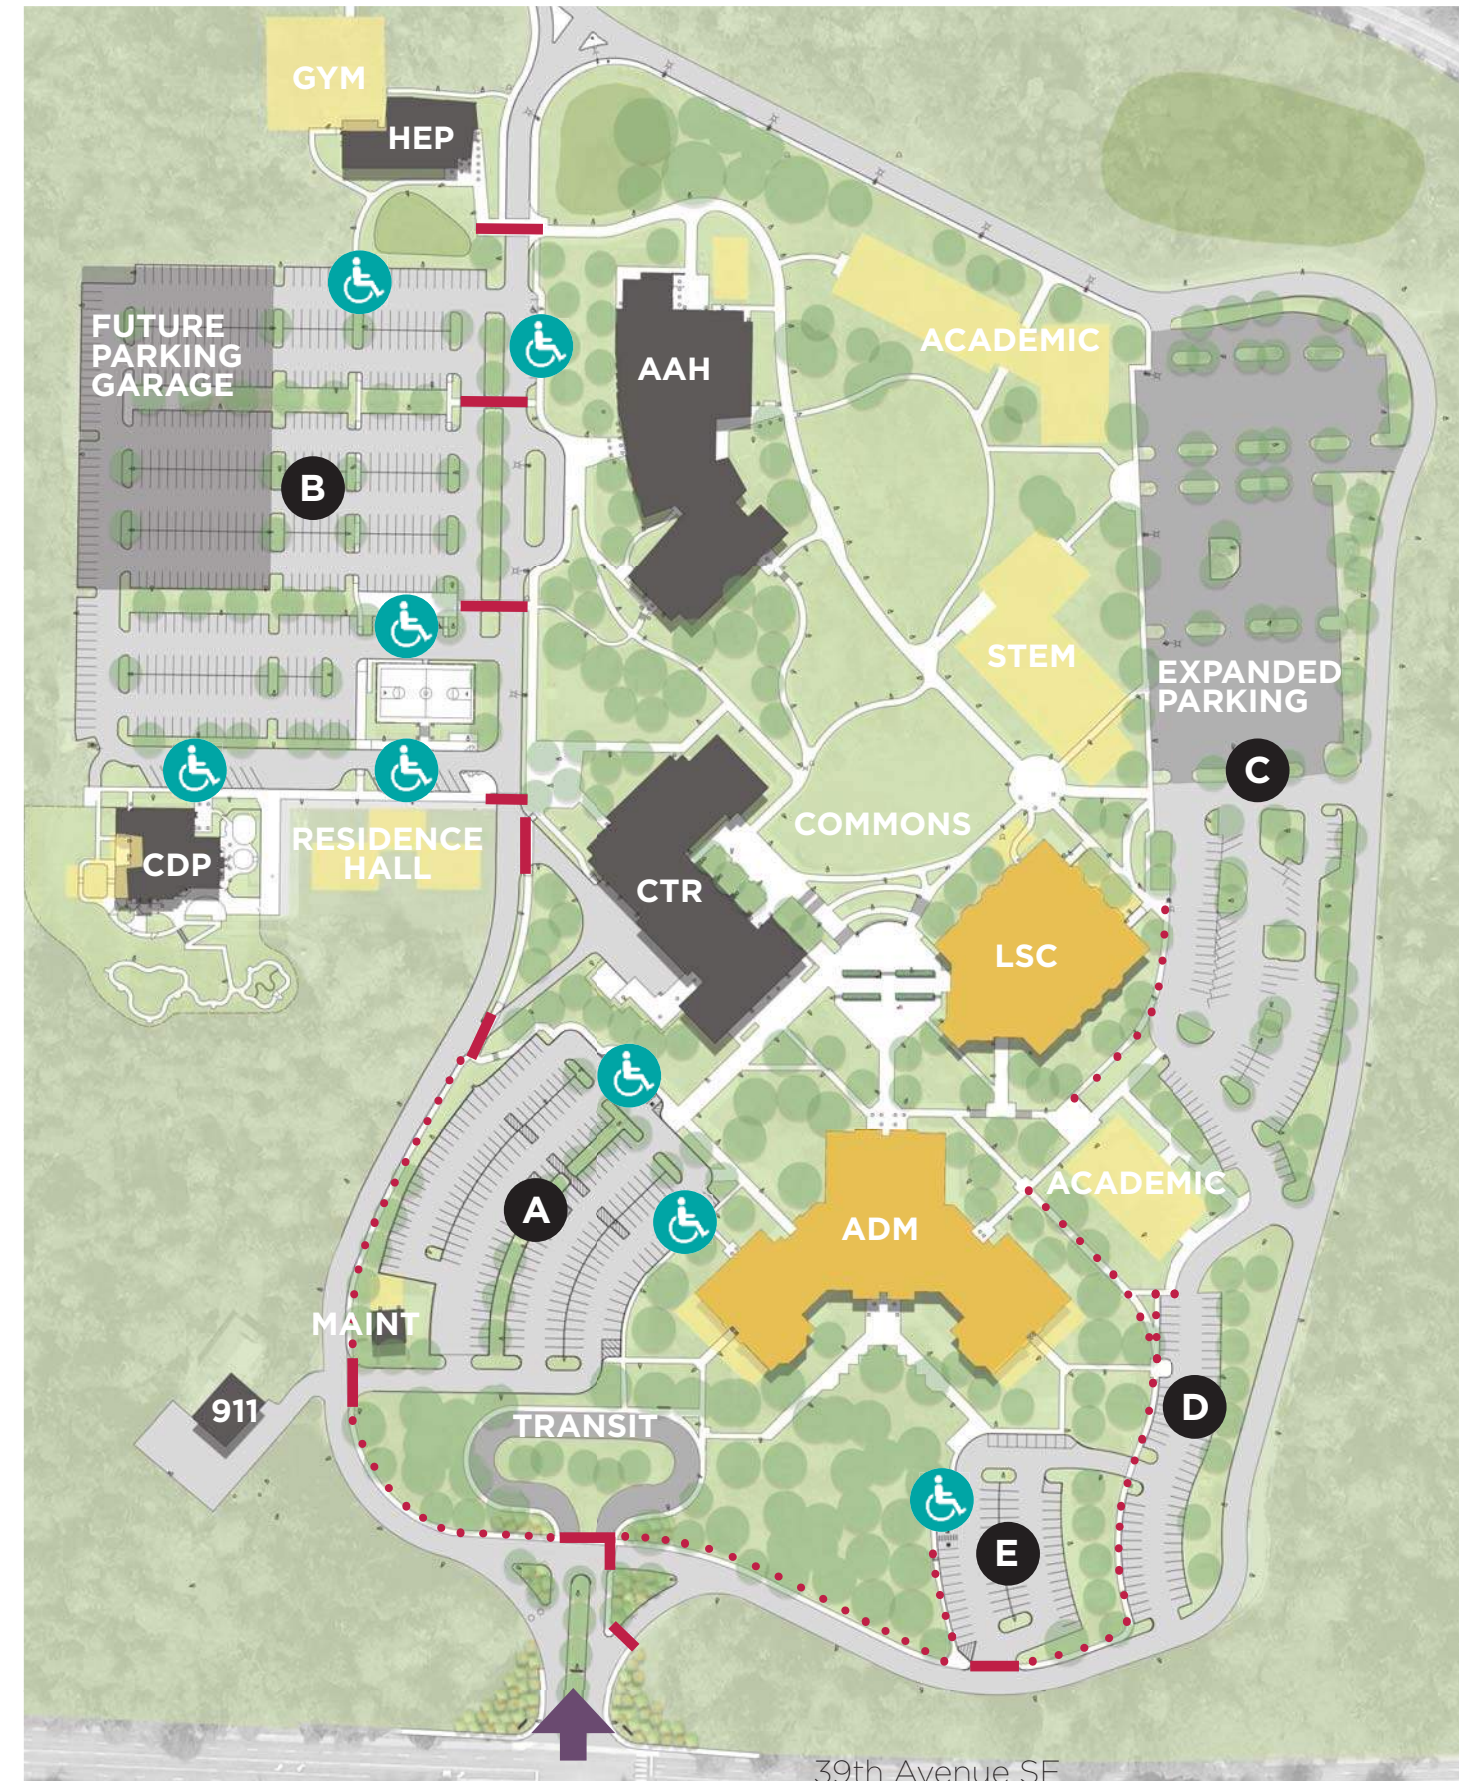 GYM
HEP
FUTURE
PARKING
GARAGE
AAH
ACADEMIC
B
STEM
EXPANDED
PARKING
C
COMMONS
RESIDENCE
HALL
CDP
CTR
LSC
ACADEMIC
A
ADM
MAINT
911
TRANSIT
D
E
39th Avenue SE